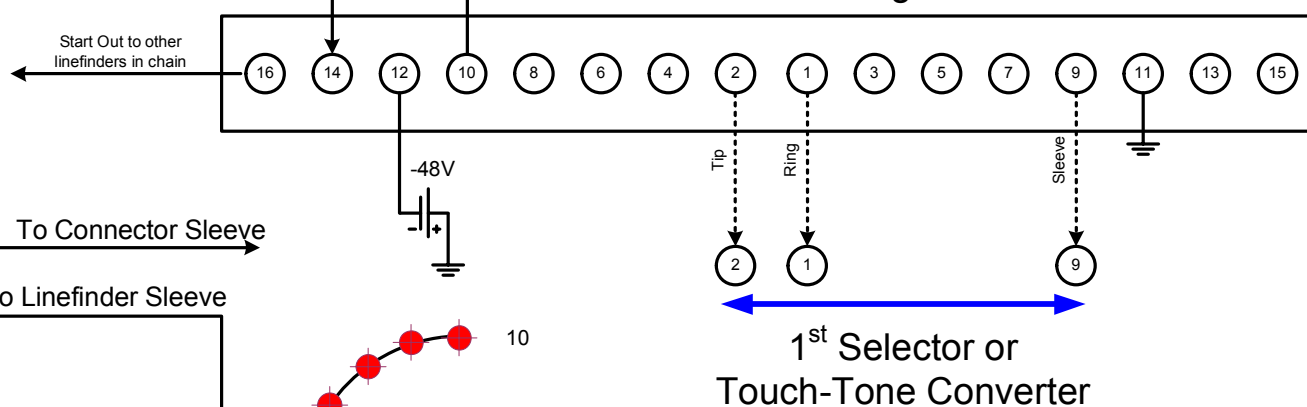 Start Out to other
linefinders in chain
16 14 12 10 8 6 4 2 1 3 5 7 9 11 13 15
-48V
- +
Tip
Ring
Sleeve
To Connector Sleeve
2 1 9
o Linefinder Sleeve
10
1st Selector or
Touch-Tone Converter